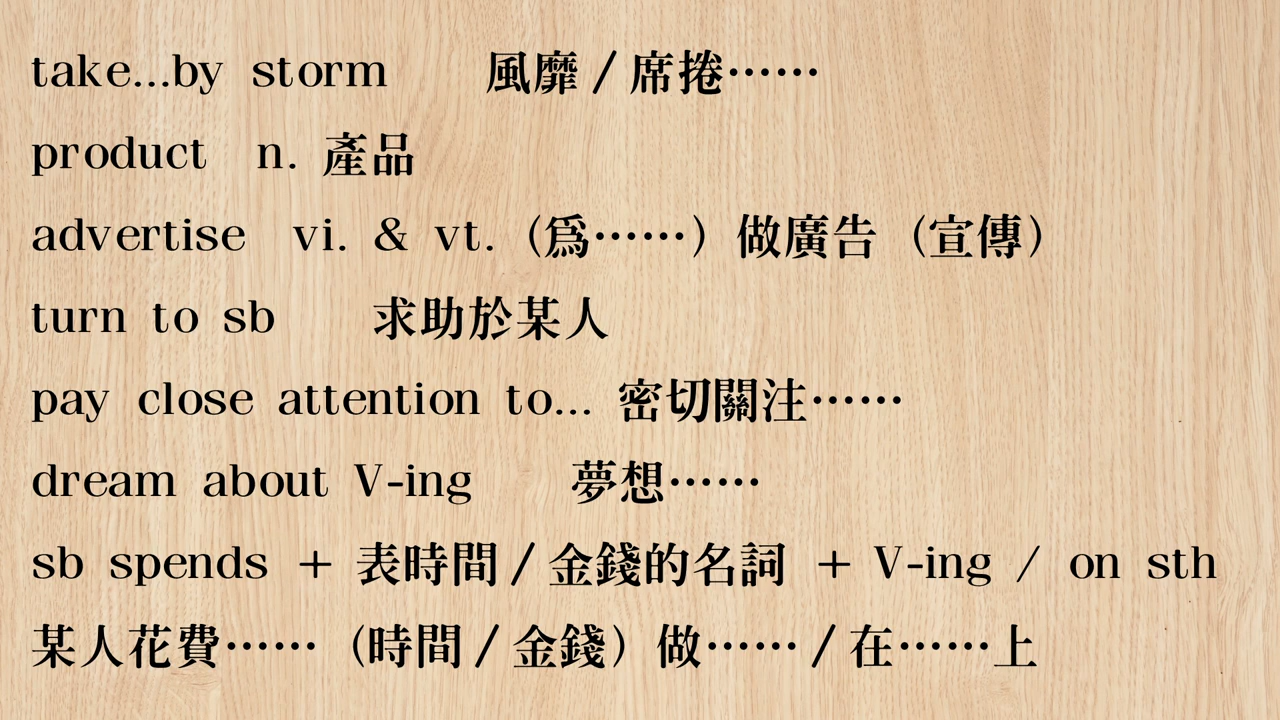 take...by storm 風靡／席捲……
product n. 產品
advertise vi. & vt.（爲……）做廣告（宣傳）
turn to sb 求助於某人
pay close attention to... 密切關注……
dream about V-ing 夢想……
sb spends + 表時間／金錢的名詞 + V-ing / on sth
某人花費……（時間／金錢）做……／在……上